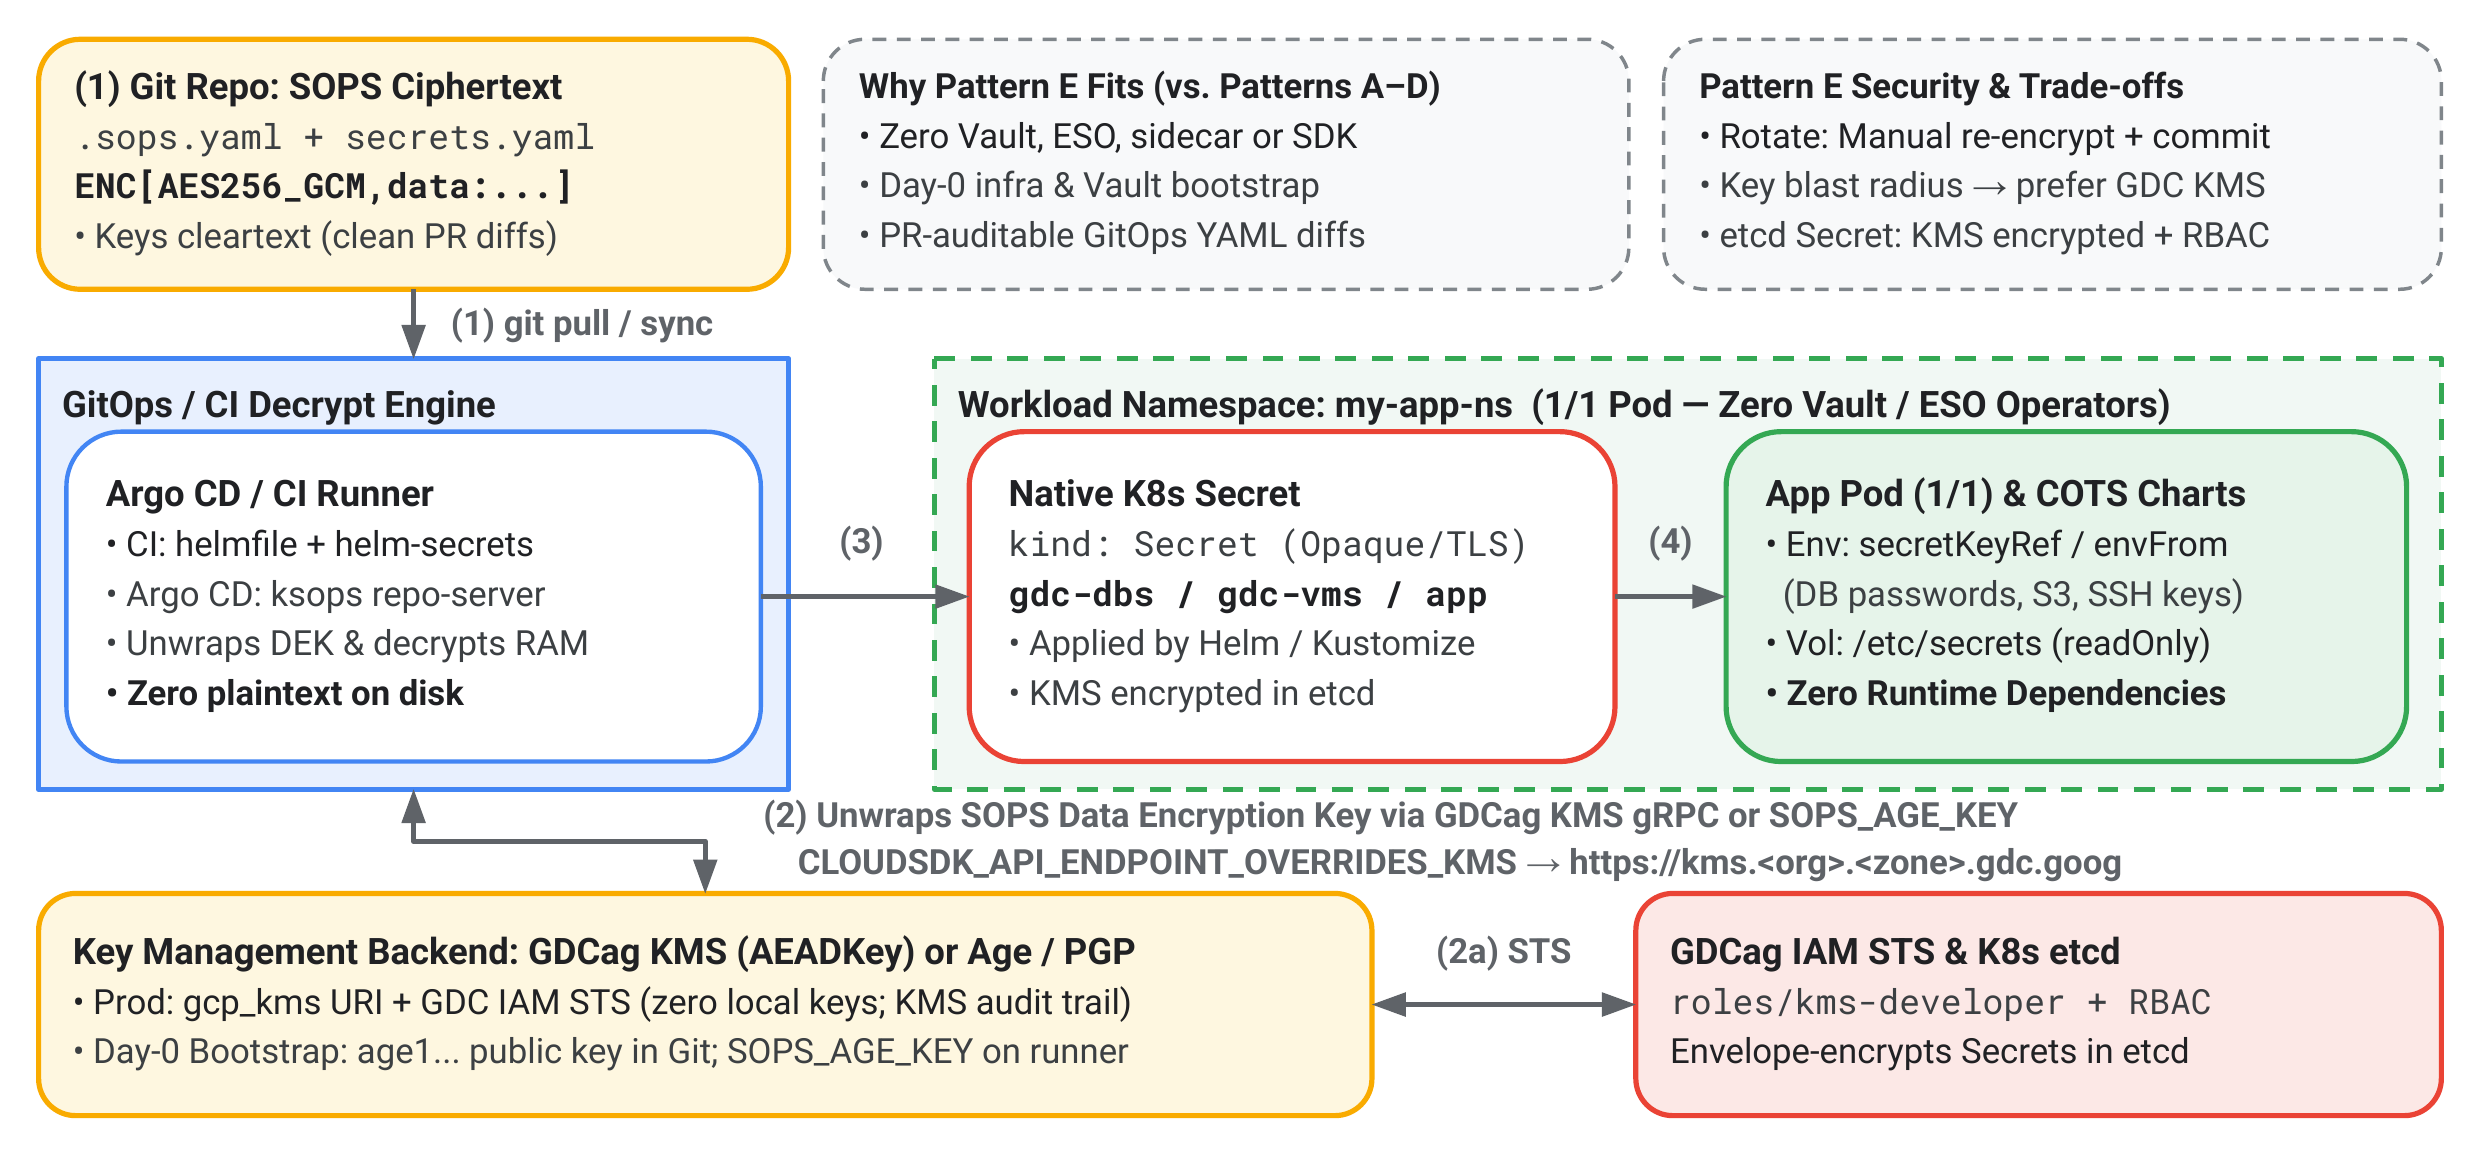 (1) Git Repo: SOPS Ciphertext
.sops.yaml + secrets.yaml
ENC[AES256_GCM,data:...]
• Keys cleartext (clean PR diffs)
Why Pattern E Fits (vs. Patterns A–D)
• Zero Vault, ESO, sidecar or SDK
• Day-0 infra & Vault bootstrap
• PR-auditable GitOps YAML diffs
Pattern E Security & Trade-offs
• Rotate: Manual re-encrypt + commit
• Key blast radius → prefer GDC KMS
• etcd Secret: KMS encrypted + RBAC
(1) git pull / sync
GitOps / CI Decrypt Engine
Argo CD / CI Runner
• CI: helmfile + helm-secrets
• Argo CD: ksops repo-server
• Unwraps DEK & decrypts RAM
• Zero plaintext on disk
(3)
Workload Namespace: my-app-ns (1/1 Pod — Zero Vault / ESO Operators)
Native K8s Secret
kind: Secret (Opaque/TLS)
gdc-dbs / gdc-vms / app
• Applied by Helm / Kustomize
• KMS encrypted in etcd
(4)
App Pod (1/1) & COTS Charts
• Env: secretKeyRef / envFrom
(DB passwords, S3, SSH keys)
• Vol: /etc/secrets (readOnly)
• Zero Runtime Dependencies
(2) Unwraps SOPS Data Encryption Key via GDCag KMS gRPC or SOPS_AGE_KEY
CLOUDSDK_API_ENDPOINT_OVERRIDES_KMS → https://kms.<org>.<zone>.gdc.goog
Key Management Backend: GDCag KMS (AEADKey) or Age / PGP
• Prod: gcp_kms URI + GDC IAM STS (zero local keys; KMS audit trail)
• Day-0 Bootstrap: age1... public key in Git; SOPS_AGE_KEY on runner
(2a) STS
GDCag IAM STS & K8s etcd
roles/kms-developer + RBAC
Envelope-encrypts Secrets in etcd